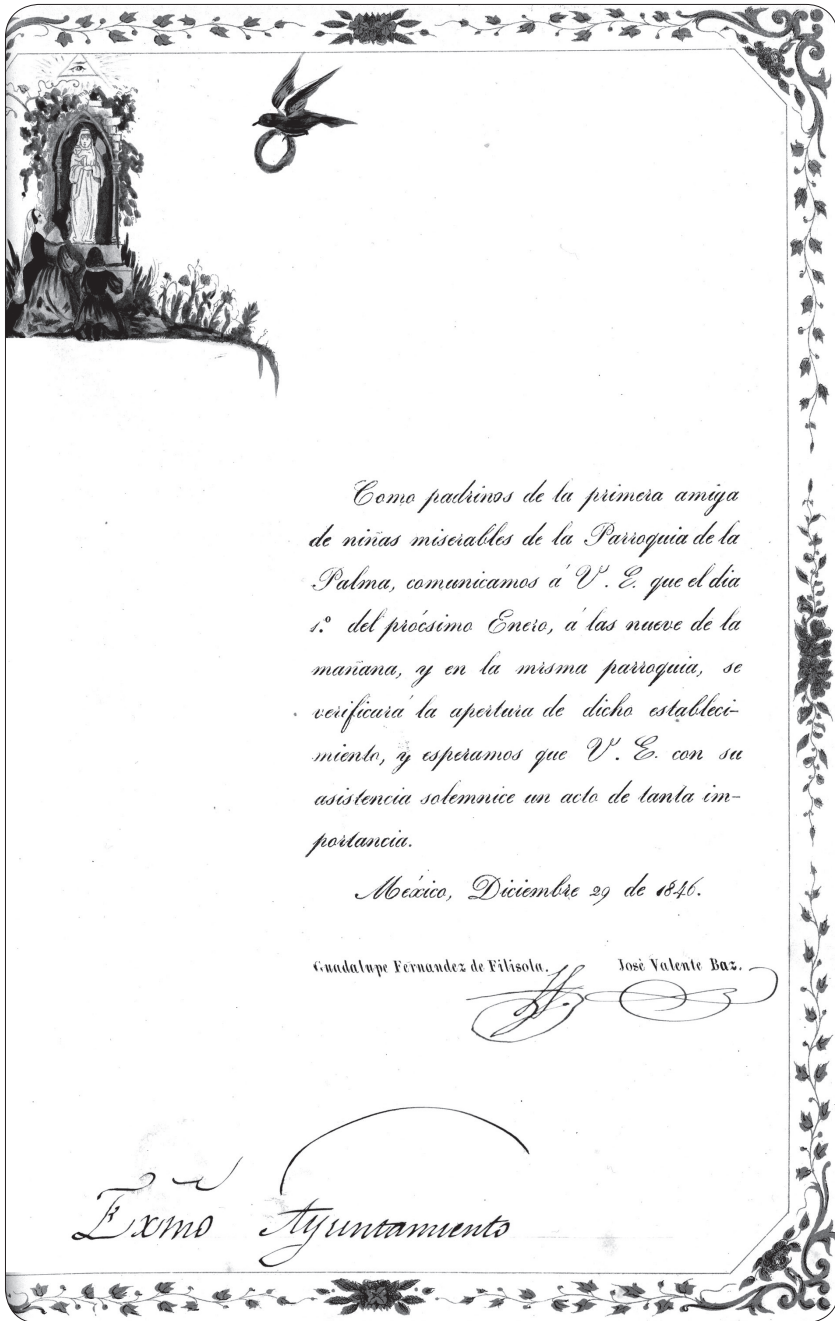 Como padrinos de la primera amiga
de niñas miserables de la Parroquia de la
Palma, comunicamos á V. E. que el dia
1.º del prócsimo Enero, á las nueve de la
mañana, y en la misma parroquia, se
verificará la apertura de dicho estableci-
miento, y esperamos que V. E. con su
asistencia solemnice un acto de tanta im-
portancia.
México, Diciembre 29 de 1846.
Guadalupe Fernandez de Filisola. José Valente Baz.
Exmõ Ayuntamiento